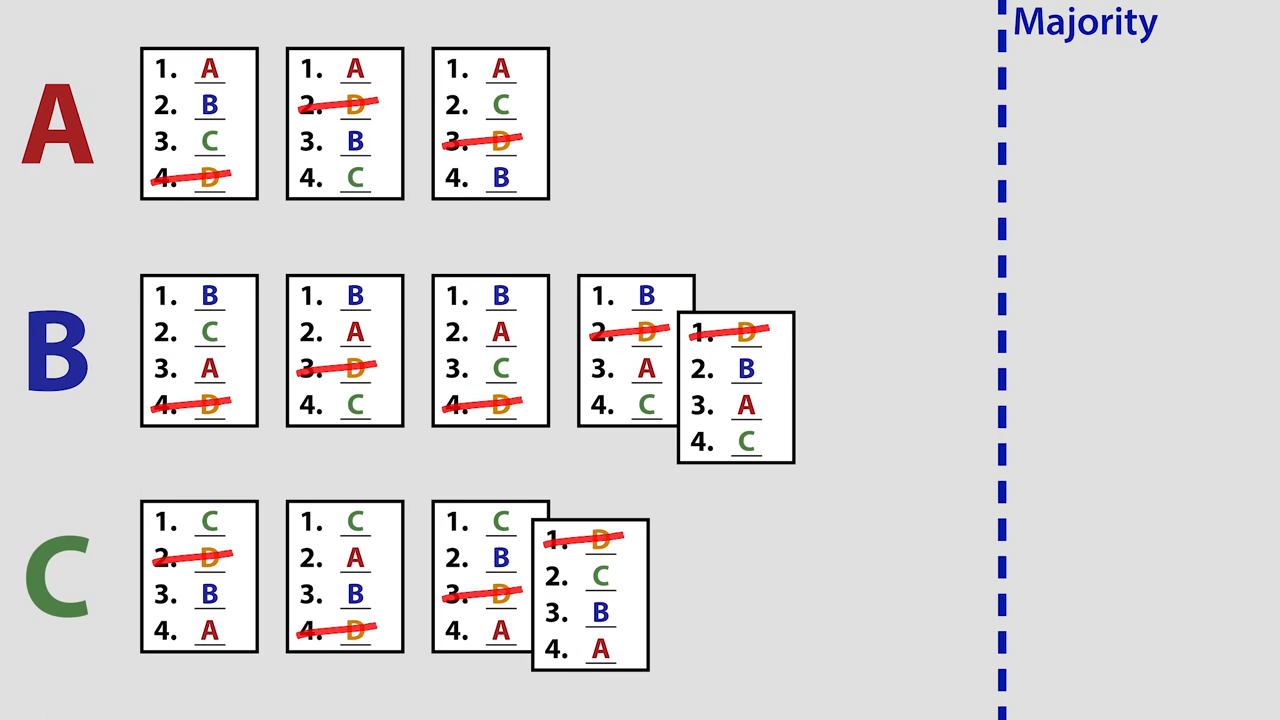 Majority
A
1. A
2. B
3. C
4. D
1. A
2. D
3. B
4. C
1. A
2. C
3. D
4. B
B
1. B
2. C
3. A
4. D
1. B
2. A
3. D
4. C
1. B
2. A
3. C
4. D
1. B
2. D
3. A
4. C
1. D
2. B
3. A
4. C
C
1. C
2. D
3. B
4. A
1. C
2. A
3. B
4. D
1. C
2. B
3. D
4. A
1. D
2. C
3. B
4. A